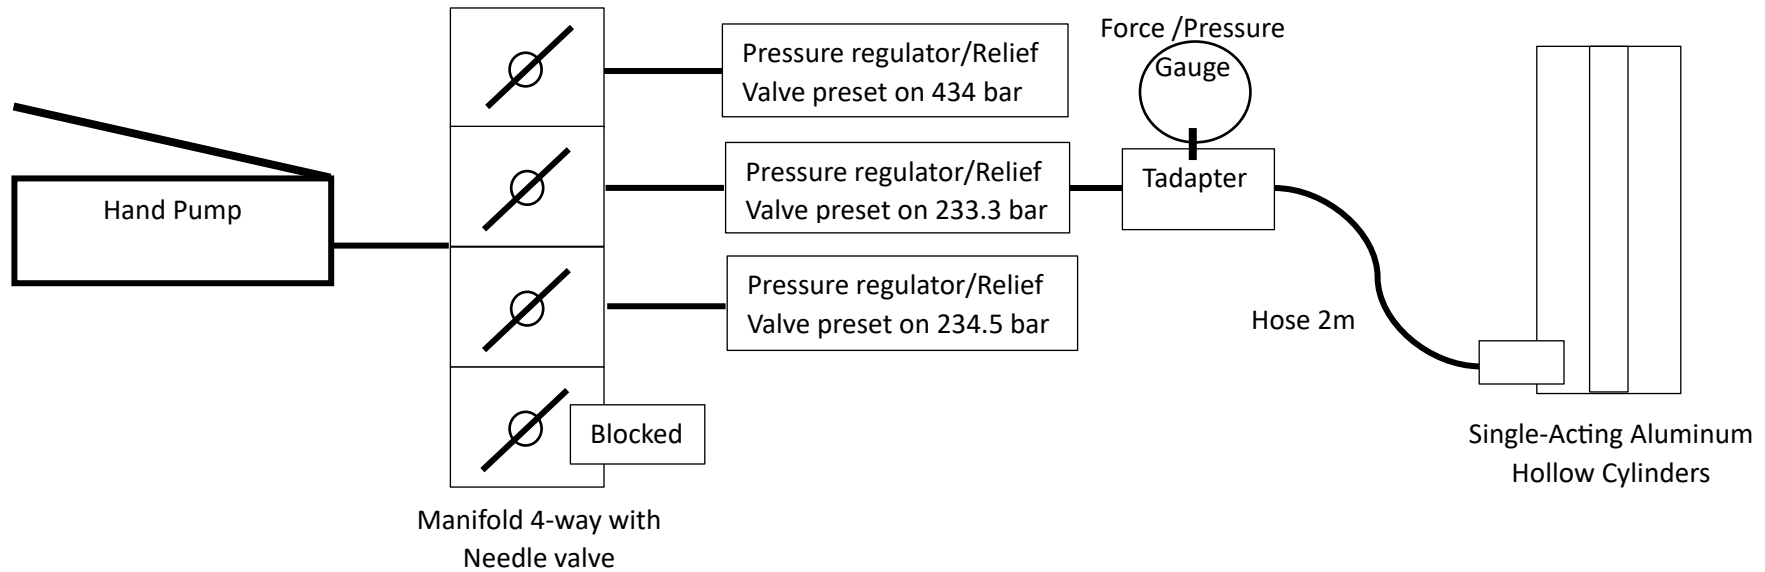 Hand Pump
Pressure regulator/Relief
Valve preset on 434 bar
Pressure regulator/Relief
Valve preset on 233.3 bar
Pressure regulator/Relief
Valve preset on 234.5 bar
Blocked
Manifold 4-way with
Needle valve
Force /Pressure
Gauge
Tadapter
Hose 2m
Single-Acting Aluminum
Hollow Cylinders